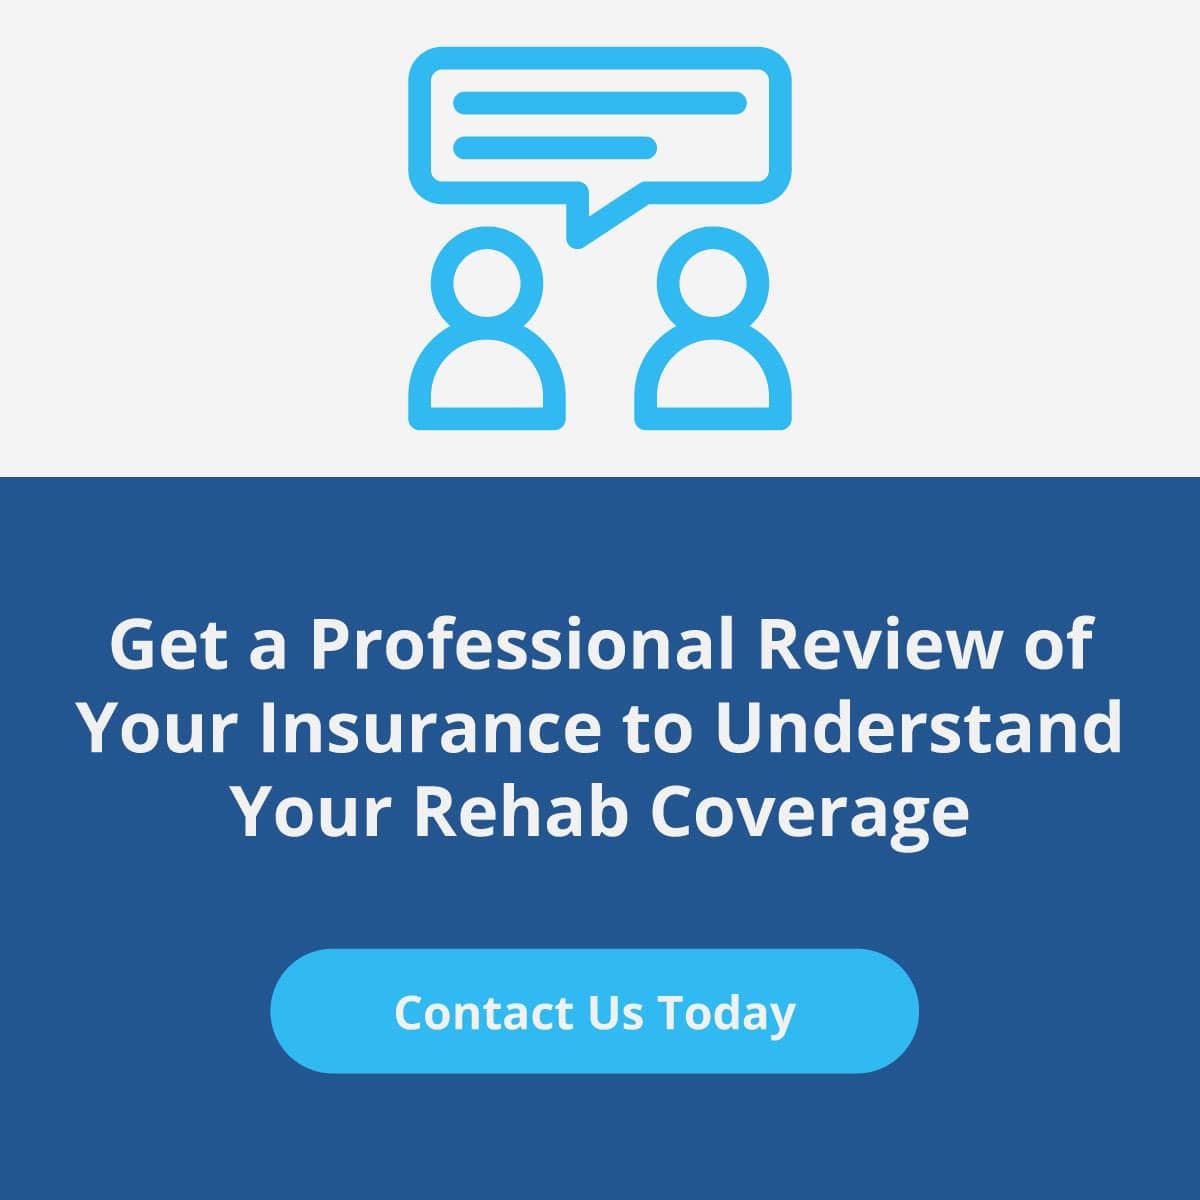 Get a Professional Review of
Your Insurance to Understand
Your Rehab Coverage
Contact Us Today